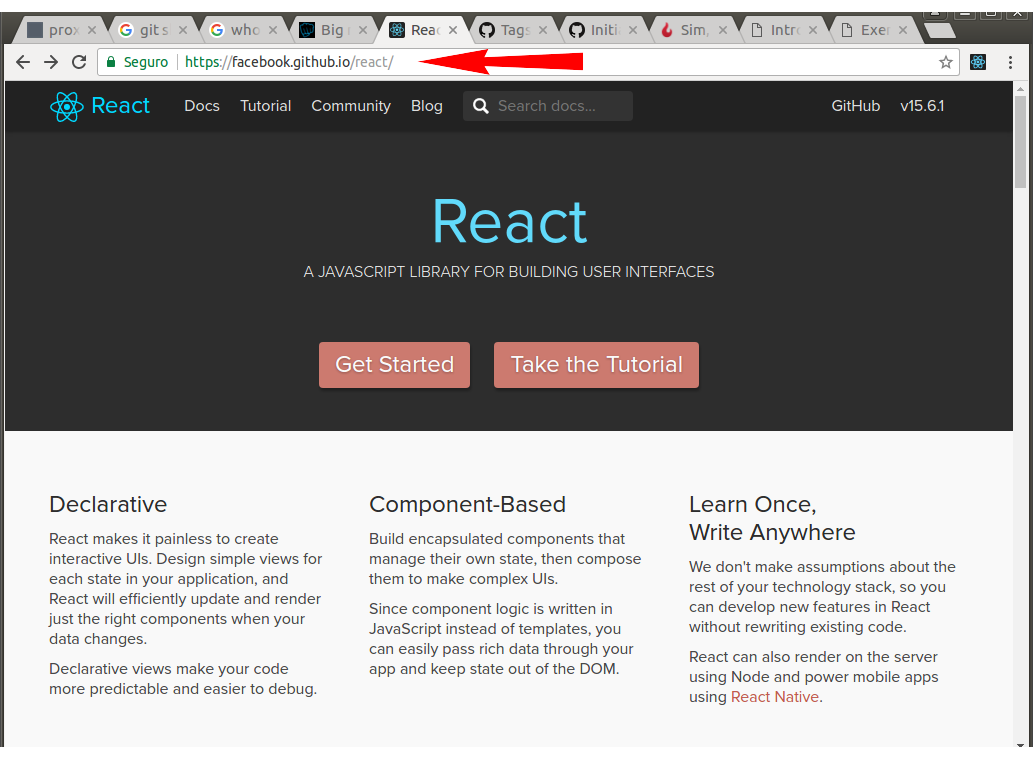 prox
git s
who
Big
Reac
Tags
Initi
Sim,
Intro
Exer
Seguro https://facebook.github.io/react/
React Docs Tutorial Community Blog Search docs... GitHub v15.6.1
React
A JAVASCRIPT LIBRARY FOR BUILDING USER INTERFACES
Get Started Take the Tutorial
Declarative
React makes it painless to create
interactive UIs. Design simple views for
each state in your application, and
React will efficiently update and render
just the right components when your
data changes.
Declarative views make your code
more predictable and easier to debug.
Component-Based
Build encapsulated components that
manage their own state, then compose
them to make complex UIs.
Since component logic is written in
JavaScript instead of templates, you
can easily pass rich data through your
app and keep state out of the DOM.
Learn Once,
Write Anywhere
We don't make assumptions about the
rest of your technology stack, so you
can develop new features in React
without rewriting existing code.
React can also render on the server
using Node and power mobile apps
using React Native.